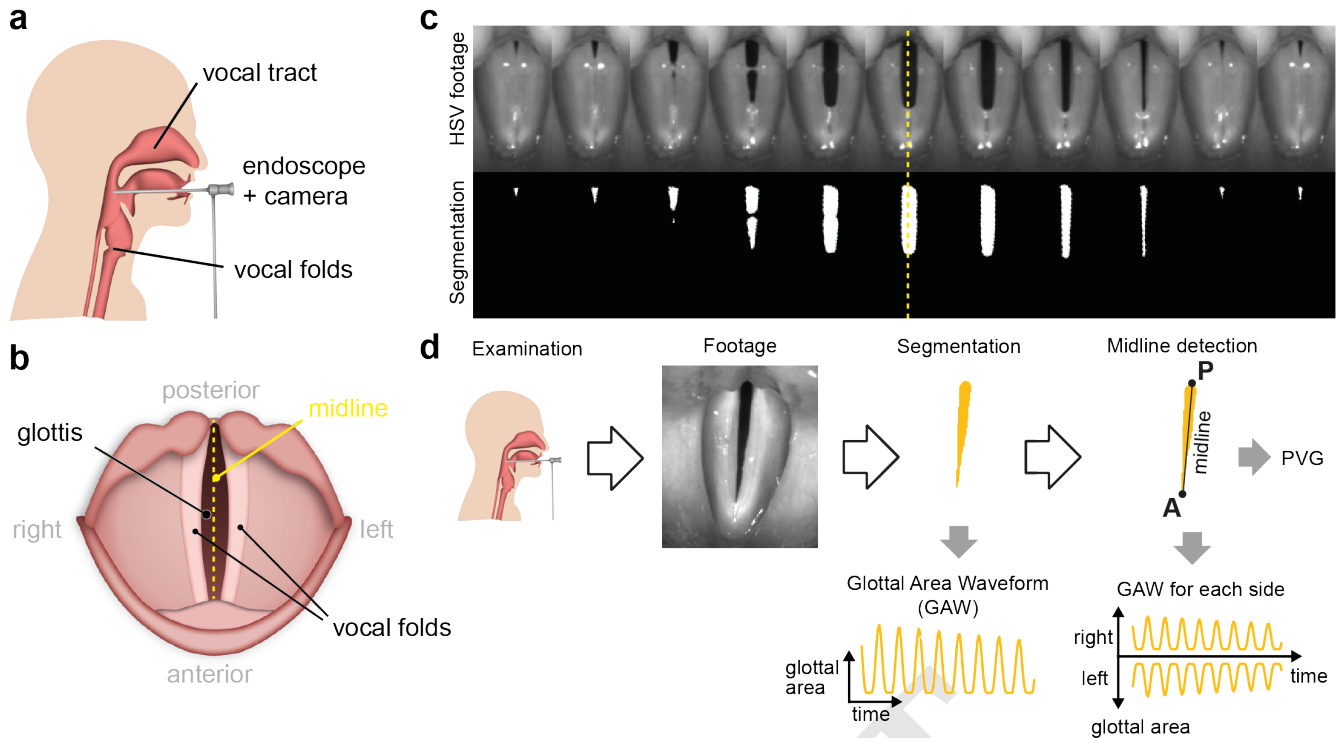 a
vocal tract
endoscope
+ camera
vocal folds
b
posterior
midline
glottis
right
left
vocal folds
anterior
c
HSV footage
Segmentation
d
Examination
Footage
Segmentation
Midline detection
P
midline
A
PVG
Glottal Area Waveform
(GAW)
glottal
area
time
GAW for each side
right
left
time
glottal area